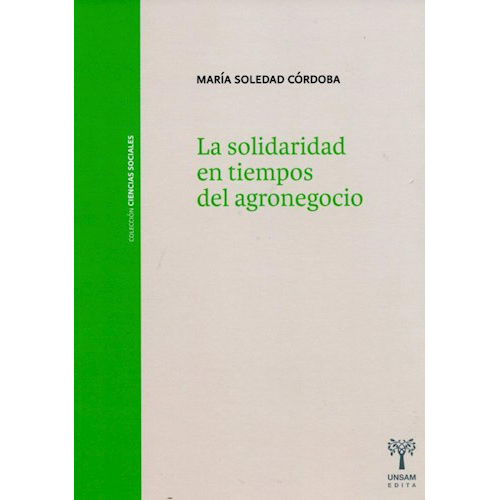 MARÍA SOLEDAD CÓRDOBA
La solidaridad
en tiempos
del agronegocio
COLECCIÓN CIENCIAS SOCIALES
UNSAM
EDITA